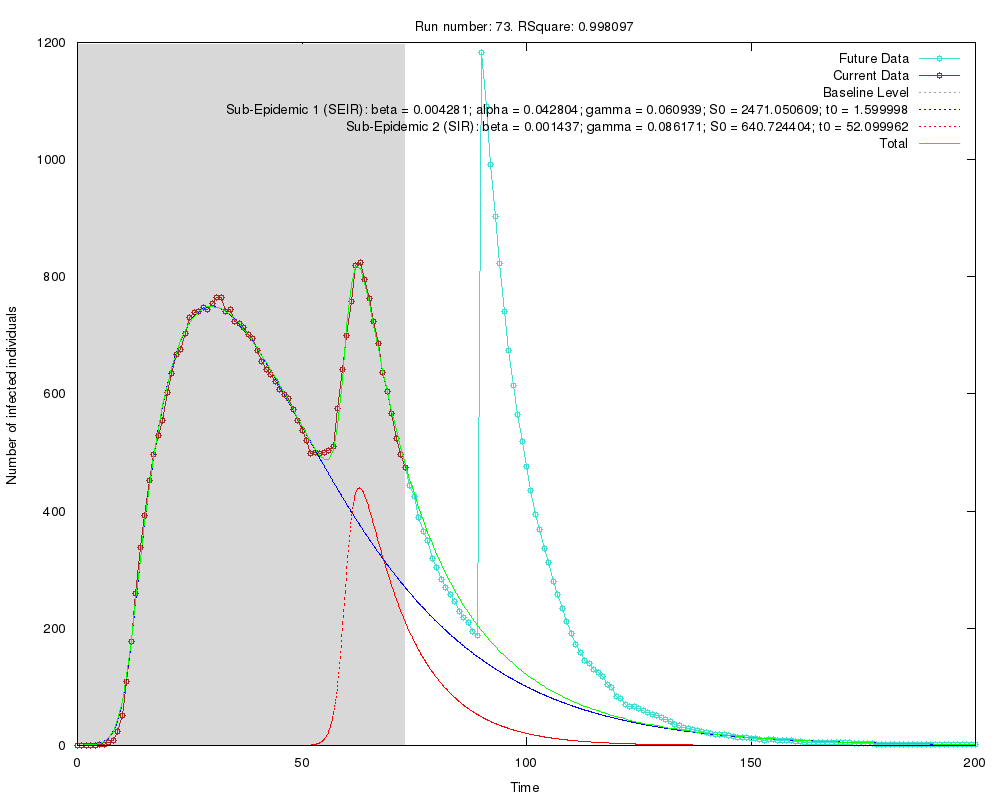 Run number: 73. RSquare: 0.998097
1200
Future Data
Current Data
Baseline Level
Sub-Epidemic 1 (SEIR): beta = 0.004281; alpha = 0.042804; gamma = 0.060939; S0 = 2471.050609; t0 = 1.599998
Sub-Epidemic 2 (SIR): beta = 0.001437; gamma = 0.086171; S0 = 640.724404; t0 = 52.099962
Total
1000
800
600
400
200
0
Number of infected individuals
0 50 100 150 200
Time